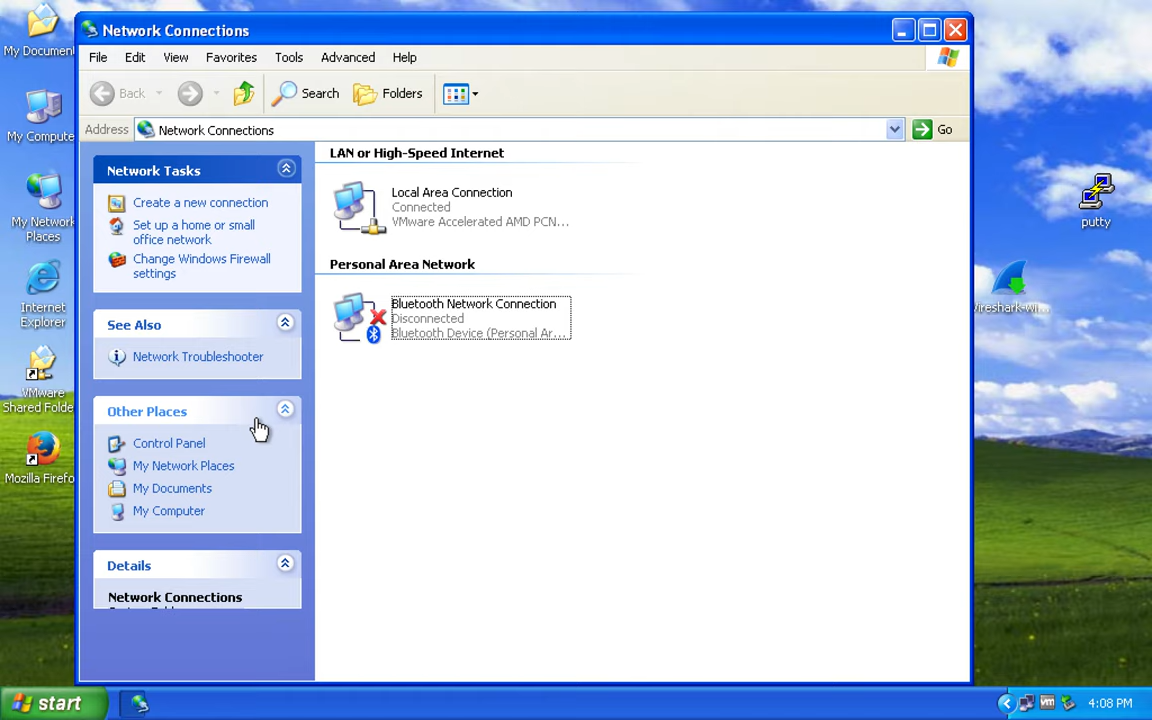 Network Connections
File Edit View Favorites Tools Advanced Help
Back Search Folders
Address Network Connections Go
Network Tasks
Create a new connection
Set up a home or small
office network
Change Windows Firewall
settings
See Also
Network Troubleshooter
Other Places
Control Panel
My Network Places
My Documents
My Computer
Details
Network Connections
LAN or High-Speed Internet
Local Area Connection
Connected
VMware Accelerated AMD PCN...
Personal Area Network
Bluetooth Network Connection
Disconnected
Bluetooth Device (Personal Ar...
My Documen
My Compute
My Network
Places
Internet
Explorer
VMware
Shared Folde
Mozilla Firefo
putty
ireshark-wi...
start
vm
4:08 PM